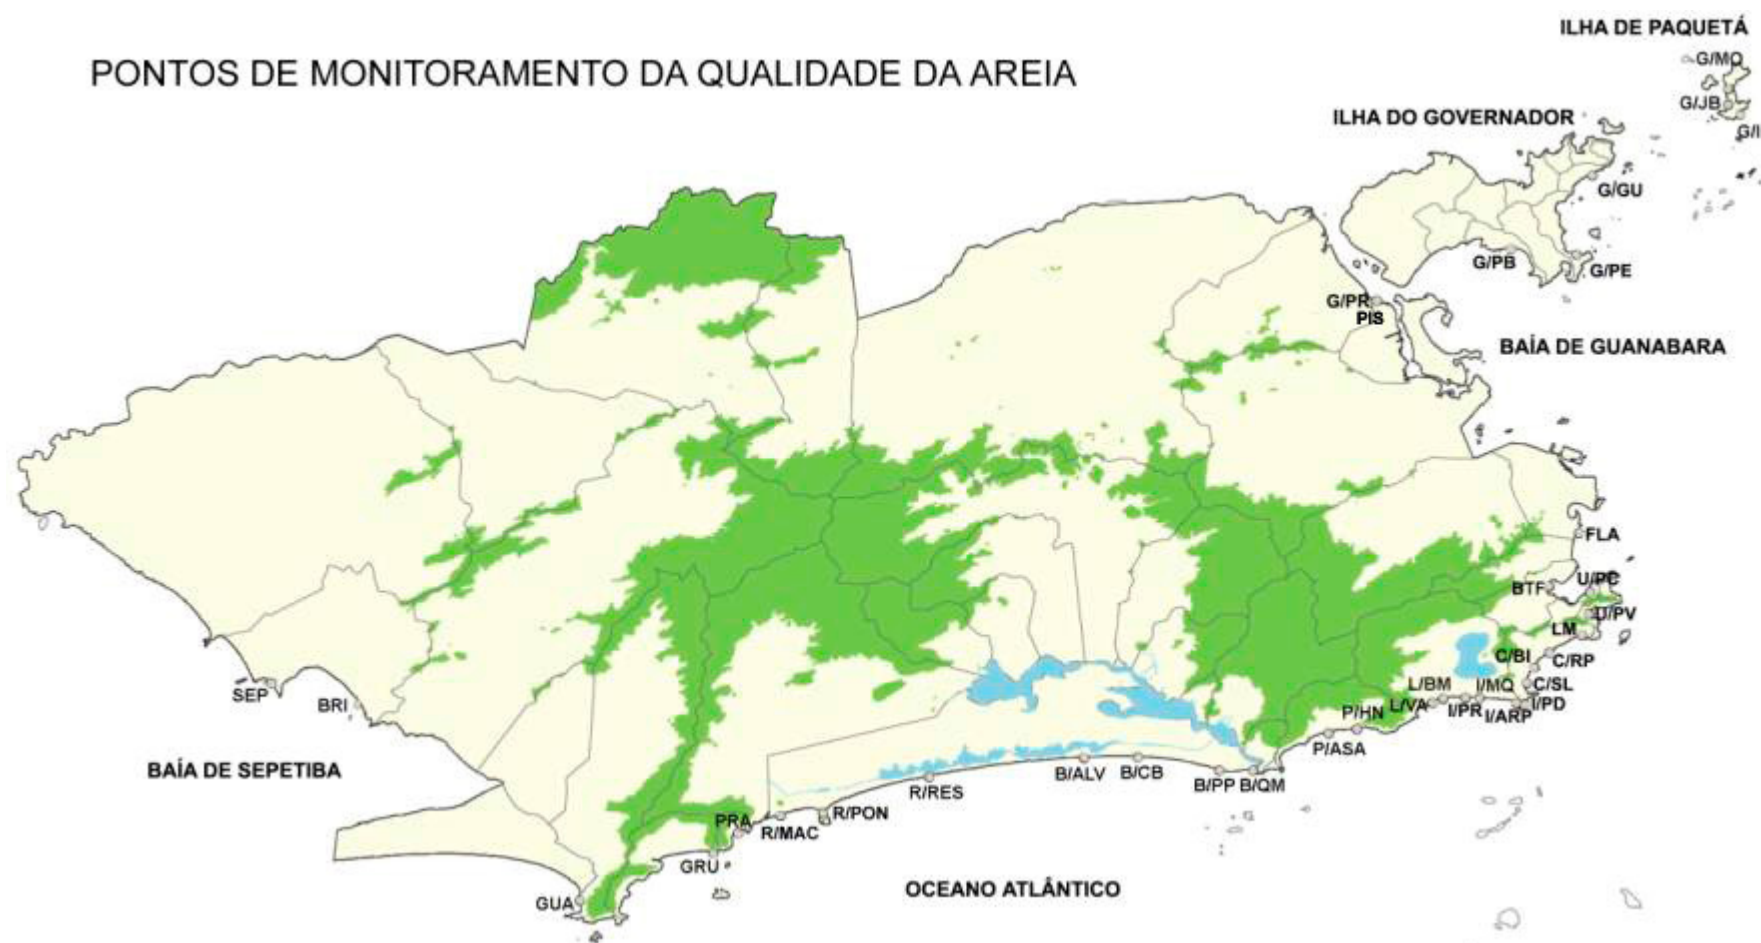 ILHA DE PAQUETÁ
G/MO
PONTOS DE MONITORAMENTO DA QUALIDADE DA AREIA
G/JB
ILHA DO GOVERNADOR
G/GU
G/PB
G/PE
G/PR
PIS
BAÍA DE GUANABARA
FLA
BTF
U/PV
LM
C/BI
C/RP
SEP
BRI
L/BM
I/MQ
C/SL
L/VA
I/PR
I/ARP
I/PD
P/HN
P/ASA
BAÍA DE SEPETIBA
B/ALV
B/CB
B/PP
B/QM
R/RES
PRA
R/MAC
R/PON
GRU
OCEANO ATLÂNTICO
GUA